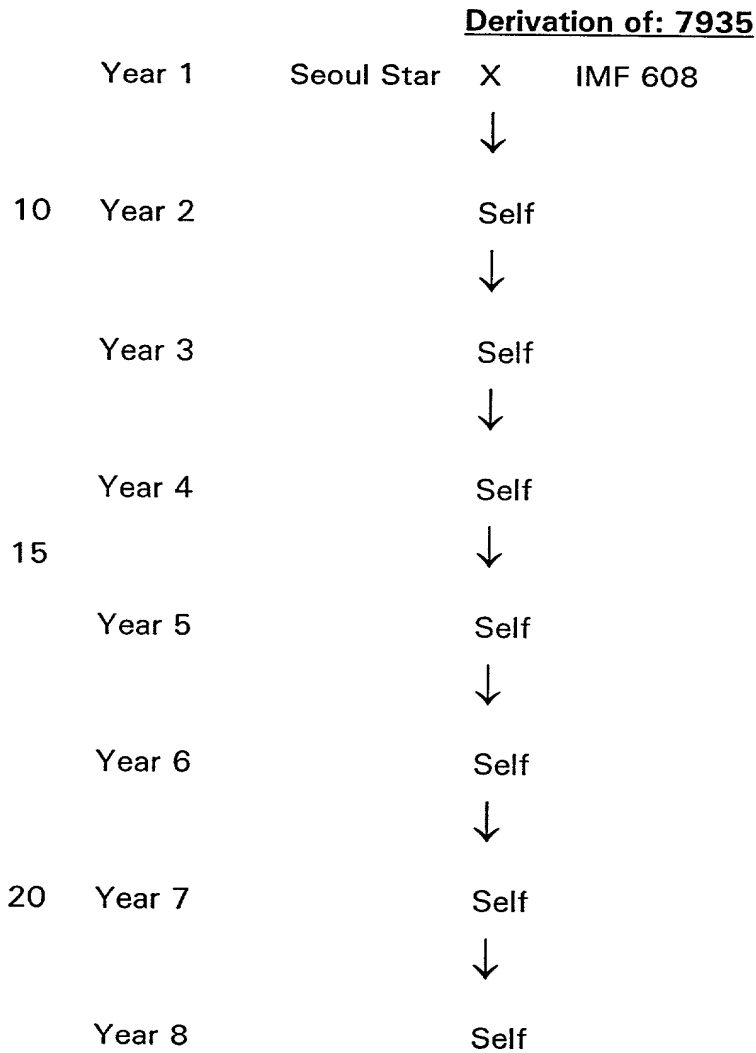 Derivation of: 7935
Year 1 Seoul Star X IMF 608
↓
10 Year 2 Self
↓
Year 3 Self
↓
Year 4 Self
15 ↓
Year 5 Self
↓
Year 6 Self
↓
20 Year 7 Self
↓
Year 8 Self